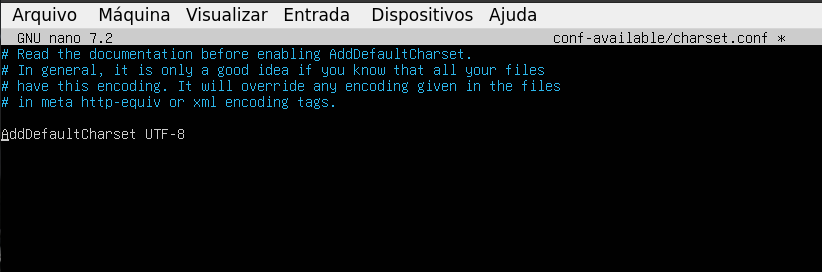 Arquivo Máquina Visualizar Entrada Dispositivos Ajuda
GNU nano 7.2 conf-available/charset.conf *
# Read the documentation before enabling AddDefaultCharset.
# In general, it is only a good idea if you know that all your files
# have this encoding. It will override any encoding given in the files
# in meta http-equiv or xml encoding tags.
AddDefaultCharset UTF-8